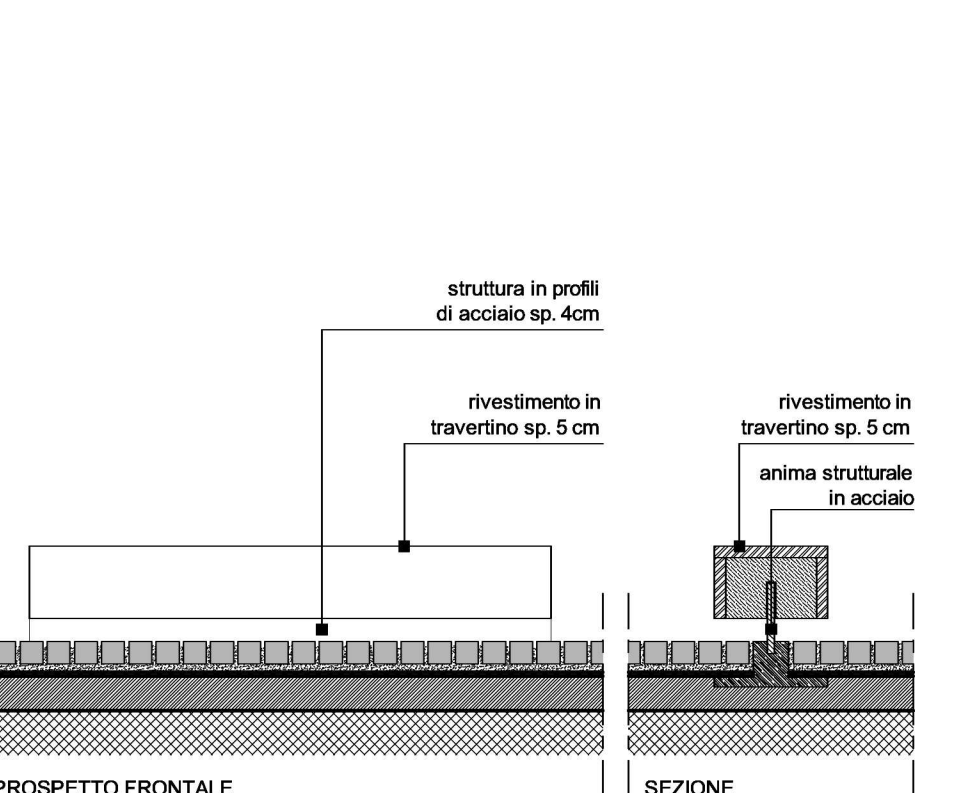 struttura in profili
di acciaio sp. 4cm
rivestimento in
travertino sp. 5 cm
rivestimento in
travertino sp. 5 cm
anima strutturale
in acciaio
PROSPETTO FRONTALE
SEZIONE